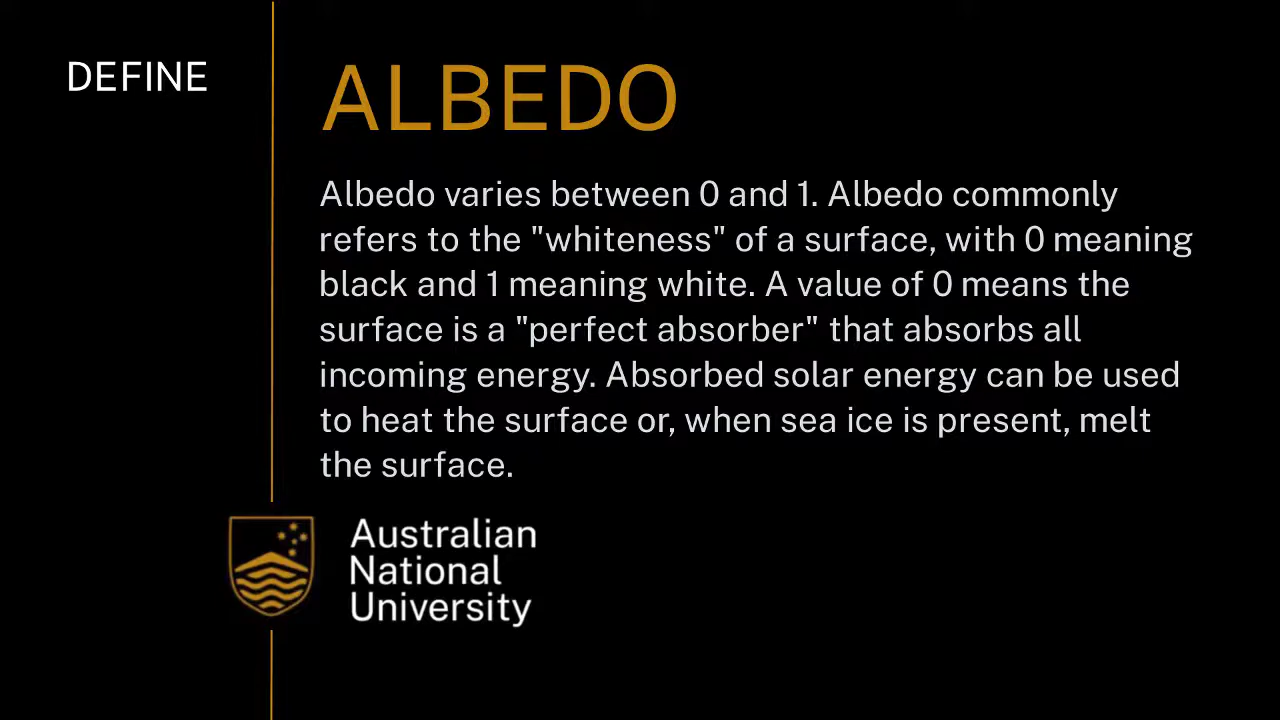 DEFINE
ALBEDO
Albedo varies between 0 and 1. Albedo commonly
refers to the "whiteness" of a surface, with 0 meaning
black and 1 meaning white. A value of 0 means the
surface is a "perfect absorber" that absorbs all
incoming energy. Absorbed solar energy can be used
to heat the surface or, when sea ice is present, melt
the surface.
Australian
National
University